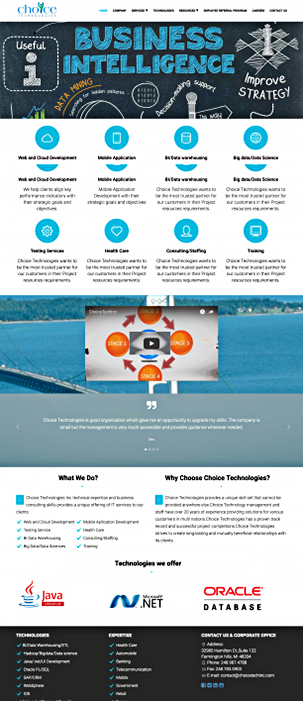 choice
TECHNOLOGIES
HOME COMPANY SERVICES TECHNOLOGIES RESOURCES EMPLOYEE REFERRAL PROGRAM CAREERS CONTACT US
Useful
i
BUSINESS
INTELLIGENCE
DATA MINING
Looking for hidden patterns
Decision-making support
The way
IMPROVE
STRATEGY
Web and Cloud Development Mobile Application BI/Data warehousing Big data/Data Science
Web and Cloud Development Mobile Application BI/Data warehousing Big data/Data Science
We help clients align key Mobile Application Choice Technologies wants to Choice Technologies wants to
performance indicators Development with their be the most trusted partner for be the most trusted partner for
with their strategic goals and strategic goals and objectives our customers in their Project our customers in their Project
objectives. resources requirements. resources requirements.
Testing Services Health Care Consulting/Staffing Training
Choice Technologies wants to Choice Technologies wants to Choice Technologies wants to Choice Technologies wants to
be the most trusted partner for be the most trusted partner for be the most trusted partner for be the most trusted partner for
our customers in their Project our customers in their Project our customers in their Project our customers in their Project
resources requirements. resources requirements. resources requirements. resources requirements.
STAGE 1
STAGE 2
STAGE 3
STAGE 4
Choice Technologies is good organization which gave me an opportunity to upgrade my skills. The company is
small but the management is very much accessible and provides guidance whenever needed.
What We Do?
Choice Technologies Inc technical expertise and business
consulting skills provides a unique offering of IT services to our
clients.
Web and Cloud Development Mobile Application Development
Testing Service Health Care
BI Data Warehousing Consulting/Staffing
Big Data/Data Sciences Training
Why Choose Choice Technologies?
Choice Technologies provides a unique skill set that cannot be
provided anywhere else. Choice Technology management and
staff have over 20 years of experience providing solutions for various
customers in multi nations. Choice Technologies has a proven track
record and successful project completions. Choice Technologies
strives to create long lasting and mutually beneficial relationships with
its clients.
Technologies we offer
Java
Microsoft
.NET
ORACLE
DATABASE
TECHNOLOGIES
BI/Data Warehousing/ETL
Hadoop/Bigdata/Data science
Java/.Net/UI Development
Oracle PL/SQL
SAP/CRM
WebSphere
iOS
EXPERTISE
Health Care
Automobile
Banking
Telecommunication
Mobile
Government
Retail
CONTACT US & CORPORATE OFFICE
Address:
32985 Hamilton Ct, Suite 122
Farmington Hills, MI 48334
Phone: 248.987.4708
E-mail: contact@choicetechinc.com